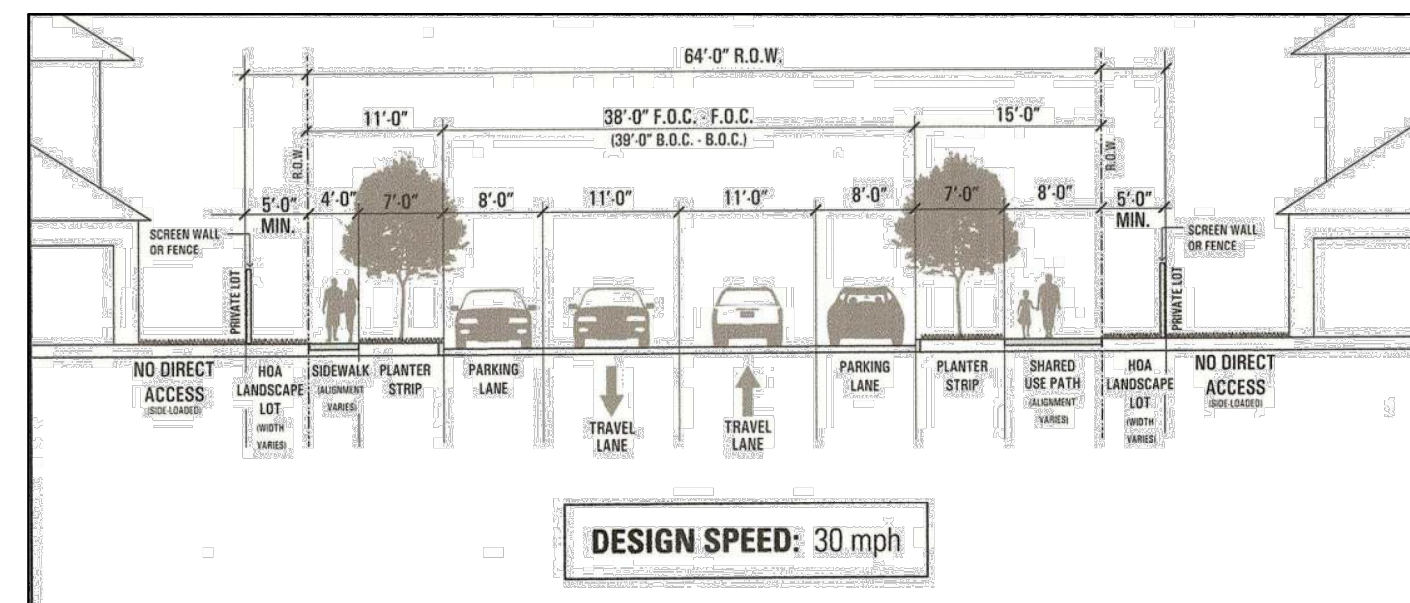 64'-0" R.O.W.
11'-0"
38'-0" F.O.C. - F.O.C.
(39'-0" B.O.C. - B.O.C.)
15'-0"
R.O.W.
R.O.W.
5'-0"
MIN.
4'-0"
7'-0"
8'-0"
11'-0"
11'-0"
8'-0"
7'-0"
8'-0"
5'-0"
MIN.
SCREEN WALL
OR FENCE
SCREEN WALL
OR FENCE
PRIVATE LOT
PRIVATE LOT
NO DIRECT
ACCESS
(SIDE-LOADED)
HOA
LANDSCAPE
LOT
(WIDTH
VARIES)
SIDEWALK
(ALIGNMENT
VARIES)
PLANTER
STRIP
PARKING
LANE
TRAVEL
LANE
TRAVEL
LANE
PARKING
LANE
PLANTER
STRIP
SHARED
USE PATH
(ALIGNMENT
VARIES)
HOA
LANDSCAPE
LOT
(WIDTH
VARIES)
NO DIRECT
ACCESS
(SIDE-LOADED)
DESIGN SPEED: 30 mph